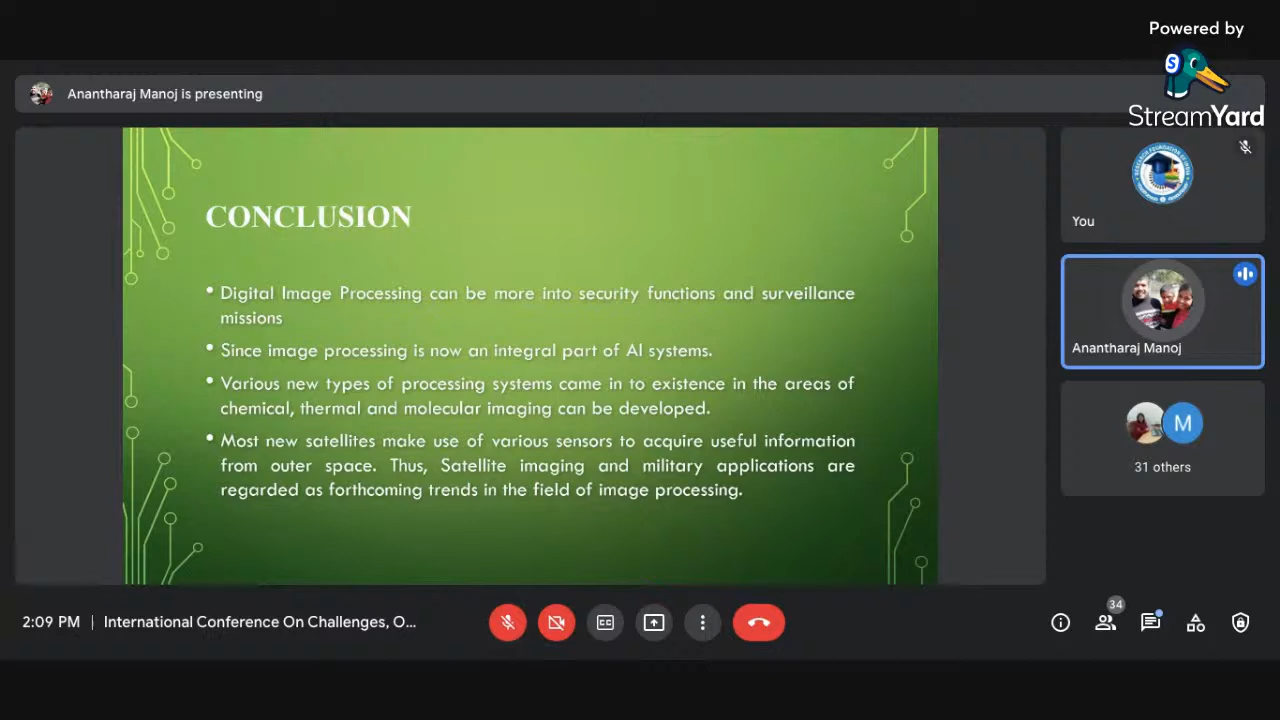 Powered by
StreamYard
Anantharaj Manoj is presenting
CONCLUSION
• Digital Image Processing can be more into security functions and surveillance
missions
• Since image processing is now an integral part of AI systems.
• Various new types of processing systems came in to existence in the areas of
chemical, thermal and molecular imaging can be developed.
• Most new satellites make use of various sensors to acquire useful information
from outer space. Thus, Satellite imaging and military applications are
regarded as forthcoming trends in the field of image processing.
You
Anantharaj Manoj
M
31 others
2:09 PM | International Conference On Challenges, O...
34